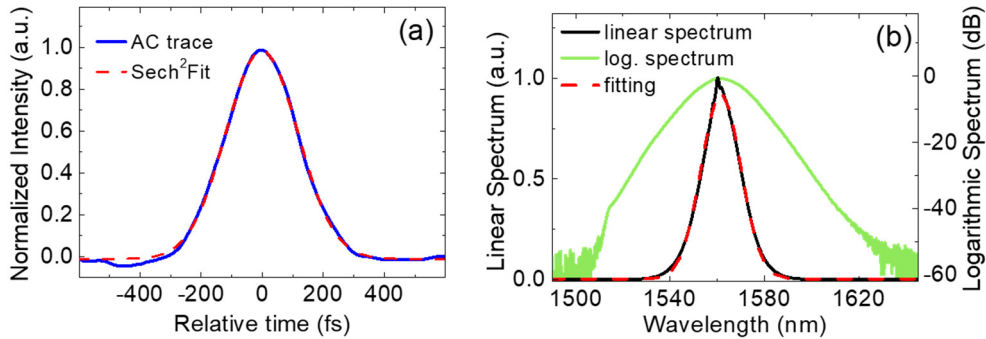 (a)
AC trace
Sech²Fit
Normalized Intensity (a.u.)
1.0
0.8
0.6
0.4
0.2
0.0
-400 -200 0 200 400
Relative time (fs)
(b)
linear spectrum
log. spectrum
fitting
Linear Spectrum (a.u.)
1.0
0.5
0.0
Logarithmic Spectrum (dB)
0
-20
-40
-60
1500 1540 1580 1620
Wavelength (nm)